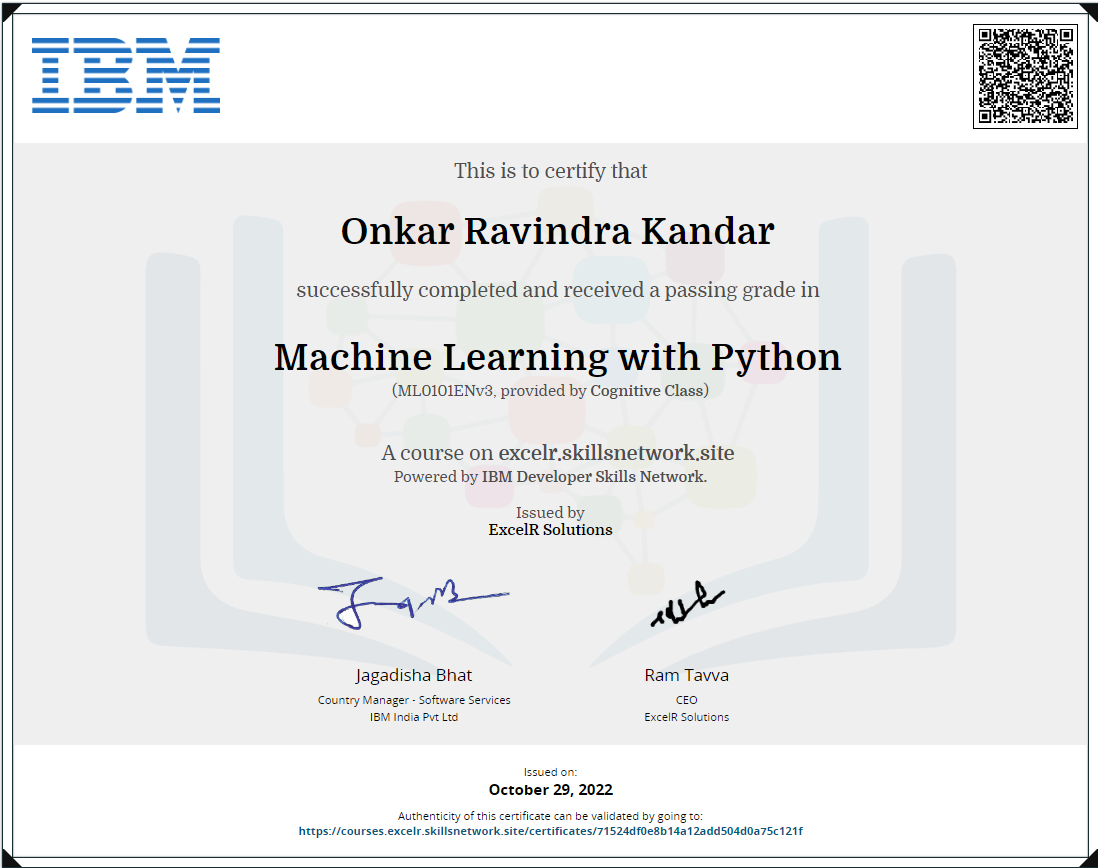 IBM
This is to certify that
Onkar Ravindra Kandar
successfully completed and received a passing grade in
Machine Learning with Python
(ML0101ENv3, provided by Cognitive Class)
A course on excelr.skillsnetwork.site
Powered by IBM Developer Skills Network.
Issued by
ExcelR Solutions
Jagadisha Bhat
Country Manager - Software Services
IBM India Pvt Ltd
Ram Tavva
CEO
ExcelR Solutions
Issued on:
October 29, 2022
Authenticity of this certificate can be validated by going to:
https://courses.excelr.skillsnetwork.site/certificates/71524df0e8b14a12add504d0a75c121f